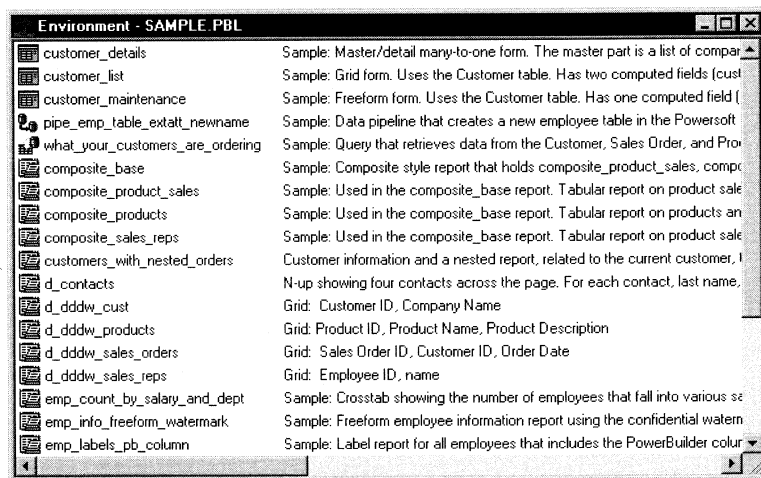 Environment - SAMPLE.PBL
customer_details Sample: Master/detail many-to-one form. The master part is a list of compar
customer_list Sample: Grid form. Uses the Customer table. Has two computed fields (cust
customer_maintenance Sample: Freeform form. Uses the Customer table. Has one computed field (
pipe_emp_table_extatt_newname Sample: Data pipeline that creates a new employee table in the Powersoft
what_your_customers_are_ordering Sample: Query that retrieves data from the Customer, Sales Order, and Pro
composite_base Sample: Composite style report that holds composite_product_sales, compo
composite_product_sales Sample: Used in the composite_base report. Tabular report on product sale
composite_products Sample: Used in the composite_base report. Tabular report on products an
composite_sales_reps Sample: Used in the composite_base report. Tabular report on product sale
customers_with_nested_orders Customer information and a nested report, related to the current customer,
d_contacts N-up showing four contacts across the page. For each contact, last name,
d_dddw_cust Grid: Customer ID, Company Name
d_dddw_products Grid: Product ID, Product Name, Product Description
d_dddw_sales_orders Grid: Sales Order ID, Customer ID, Order Date
d_dddw_sales_reps Grid: Employee ID, name
emp_count_by_salary_and_dept Sample: Crosstab showing the number of employees that fall into various sa
emp_info_freeform_watermark Sample: Freeform employee information report using the confidential watern
emp_labels_pb_column Sample: Label report for all employees that includes the PowerBuilder colur